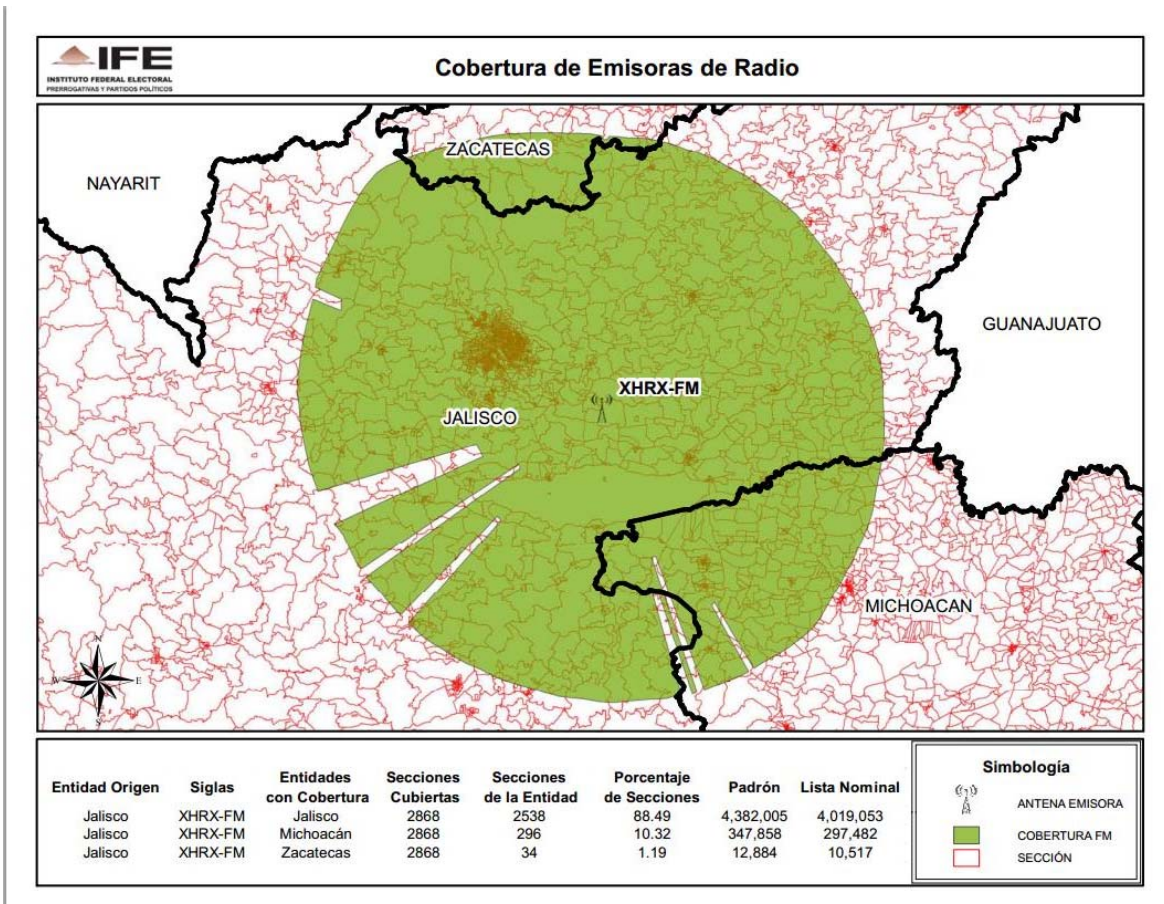 IFE
INSTITUTO FEDERAL ELECTORAL
PRERROGATIVAS Y PARTIDOS POLÍTICOS
Cobertura de Emisoras de Radio
ZACATECAS
NAYARIT
GUANAJUATO
XHRX-FM
JALISCO
MICHOACAN
N
W E
S
Entidad Origen Siglas Entidades con Cobertura Secciones Cubiertas Secciones de la Entidad Porcentaje de Secciones Padrón Lista Nominal
Jalisco XHRX-FM Jalisco 2868 2538 88.49 4,382,005 4,019,053
Jalisco XHRX-FM Michoacán 2868 296 10.32 347,858 297,482
Jalisco XHRX-FM Zacatecas 2868 34 1.19 12,884 10,517
Simbología
ANTENA EMISORA
COBERTURA FM
SECCIÓN